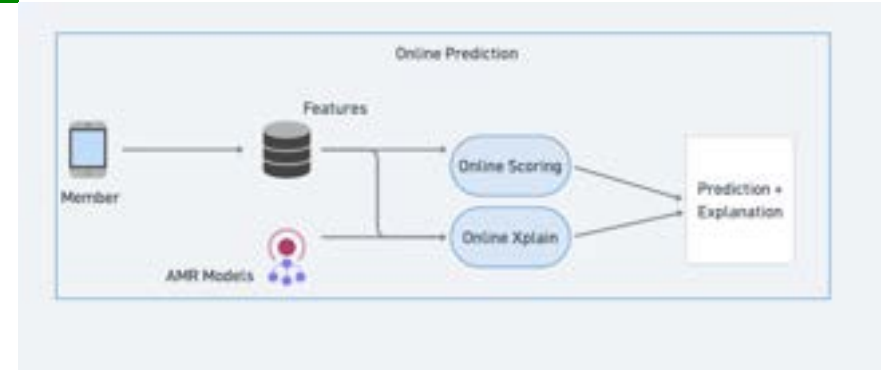 Online Prediction
Features
Member
Online Scoring
Prediction +
Explanation
Online Xplain
AMR Models